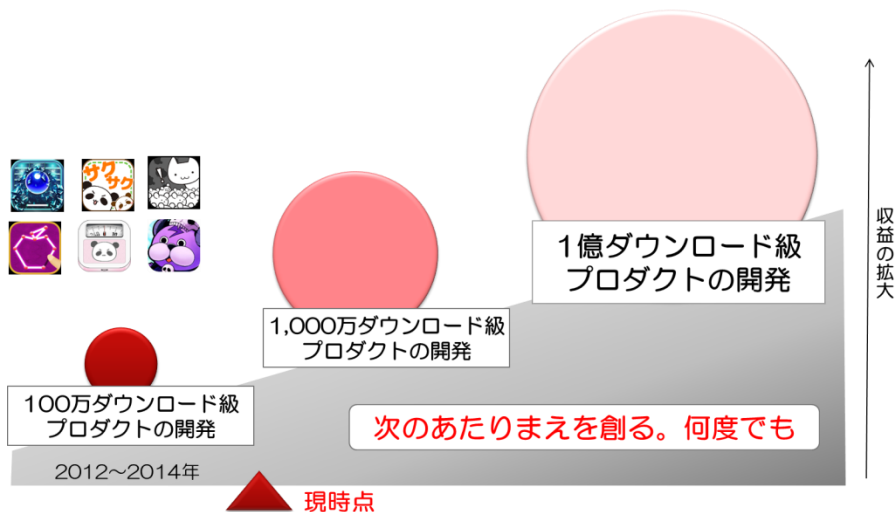 サクサク
1億ダウンロード級
プロダクトの開発
収益の拡大
1,000万ダウンロード級
プロダクトの開発
100万ダウンロード級
プロダクトの開発
次のあたりまえを創る。何度でも
2012～2014年
現時点